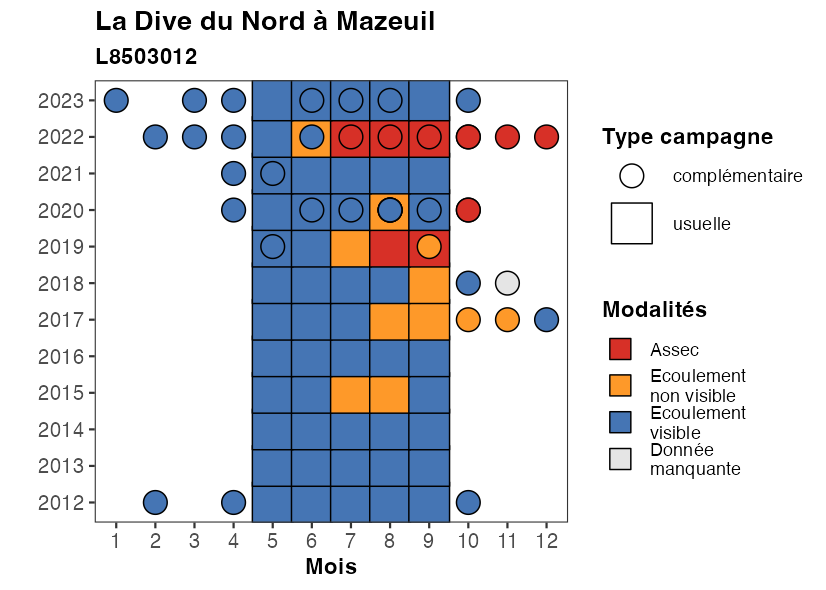 La Dive du Nord à Mazeuil
L8503012
2023
2022
2021
2020
2019
2018
2017
2016
2015
2014
2013
2012
1 2 3 4 5 6 7 8 9 10 11 12
Mois
Type campagne
complémentaire
usuelle
Modalités
Assec
Ecoulement
non visible
Ecoulement
visible
Donnée
manquante